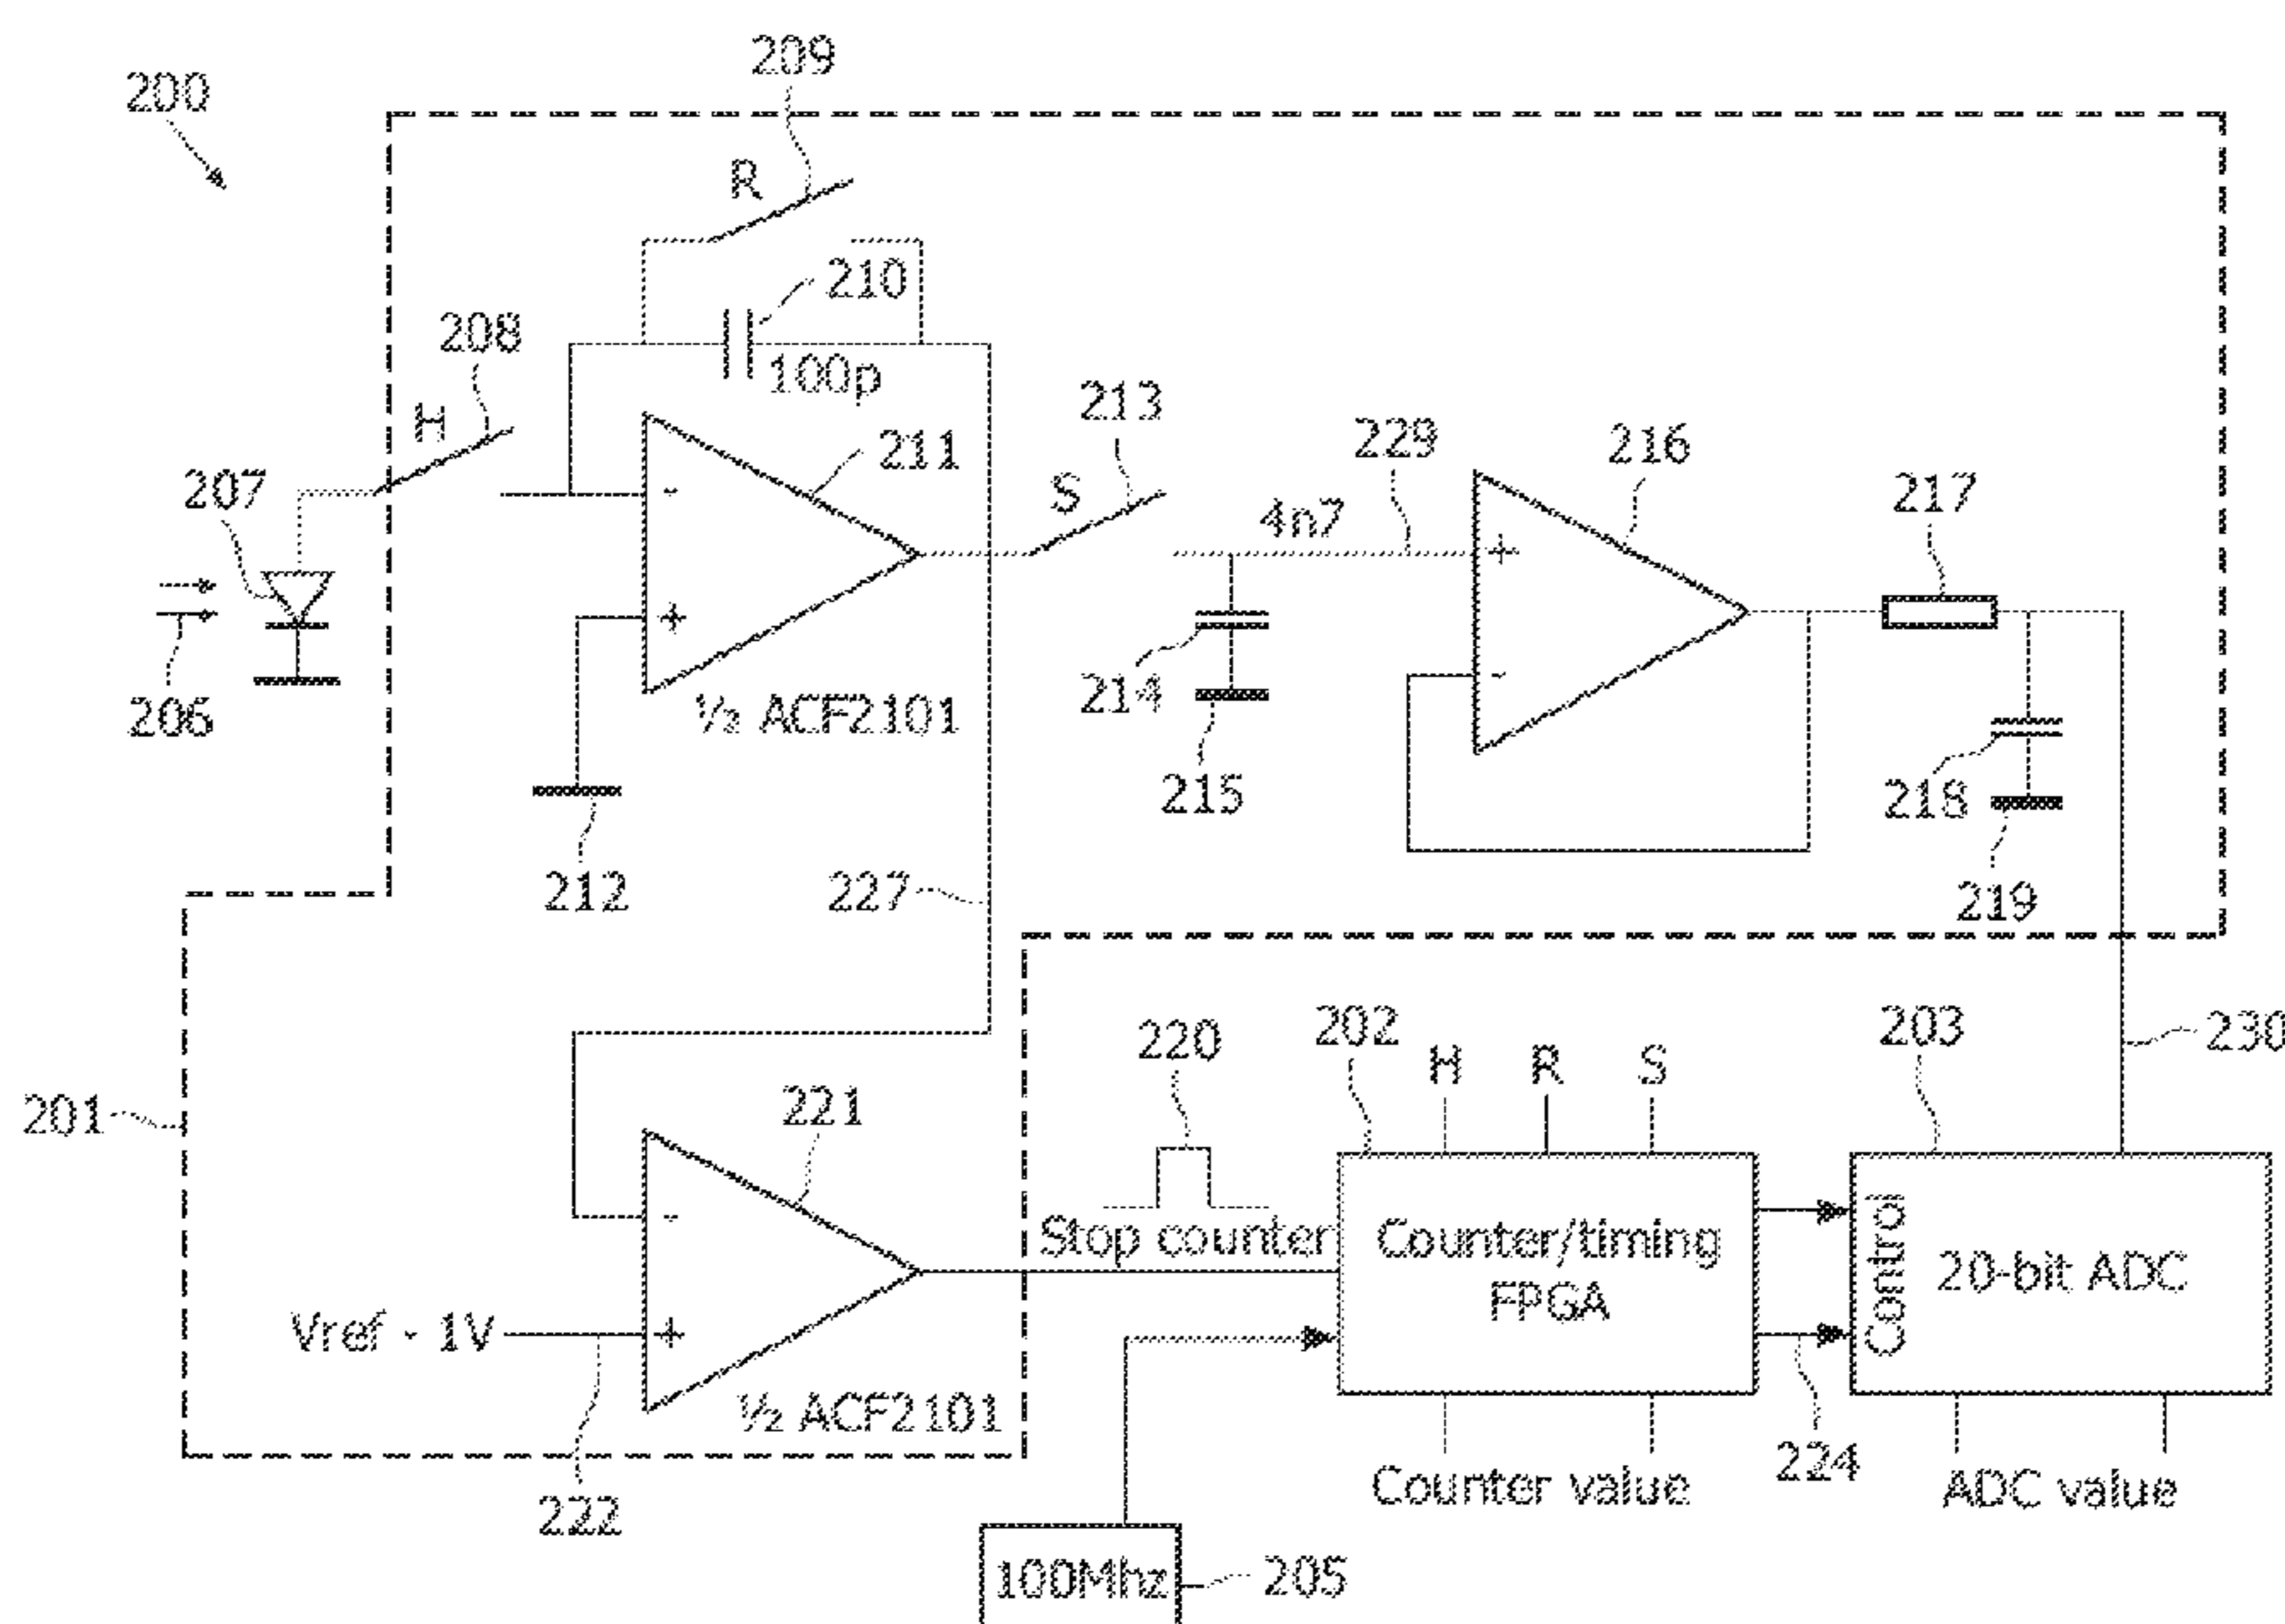 209
200
R
210
208
100p
H
213
229
216
211
217
207
S
4n7
-
+
+
-
206
½ ACF2101
214
218
215
212
227
219
220
202
H
R
S
203
230
201
221
-
Stop counter
Counter/timing
FPGA
Control
20-bit ADC
Vref - 1V
+
½ ACF2101
222
Counter value
224
ADC value
100Mhz
205